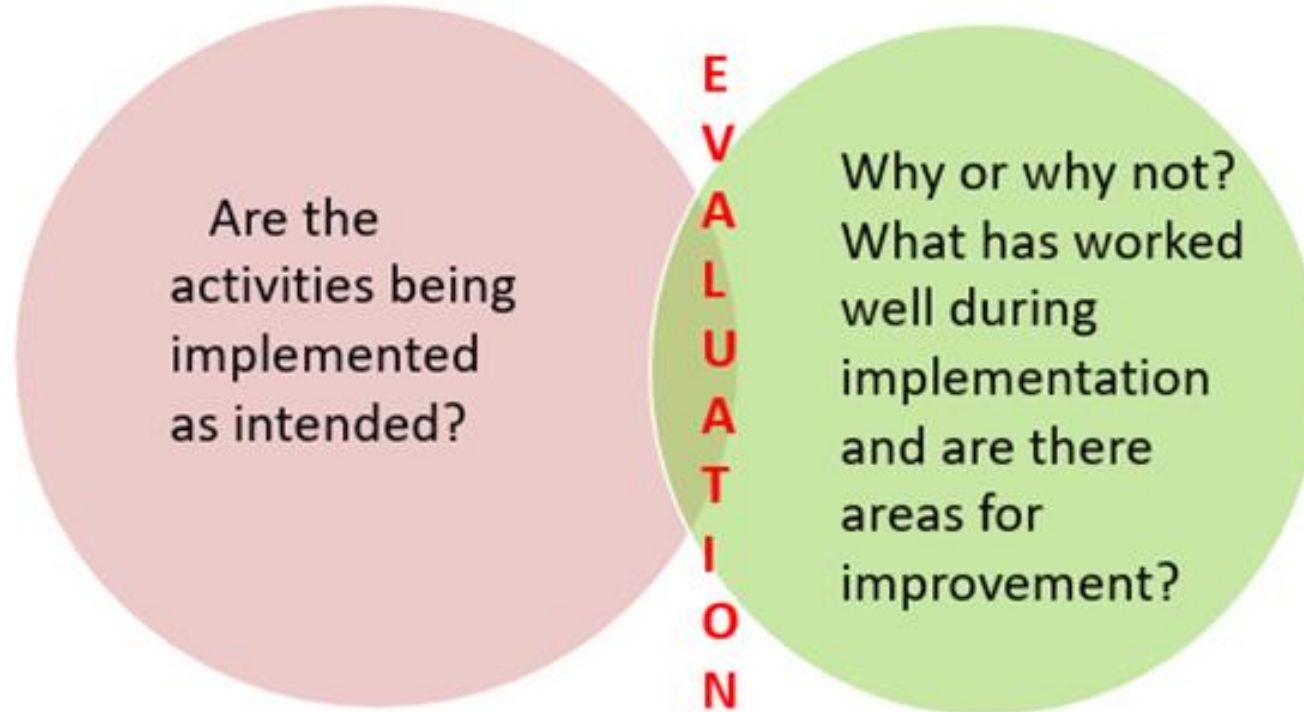 Are the
activities being
implemented
as intended?
E
V
A
L
U
A
T
I
O
N
Why or why not?
What has worked
well during
implementation
and are there
areas for
improvement?